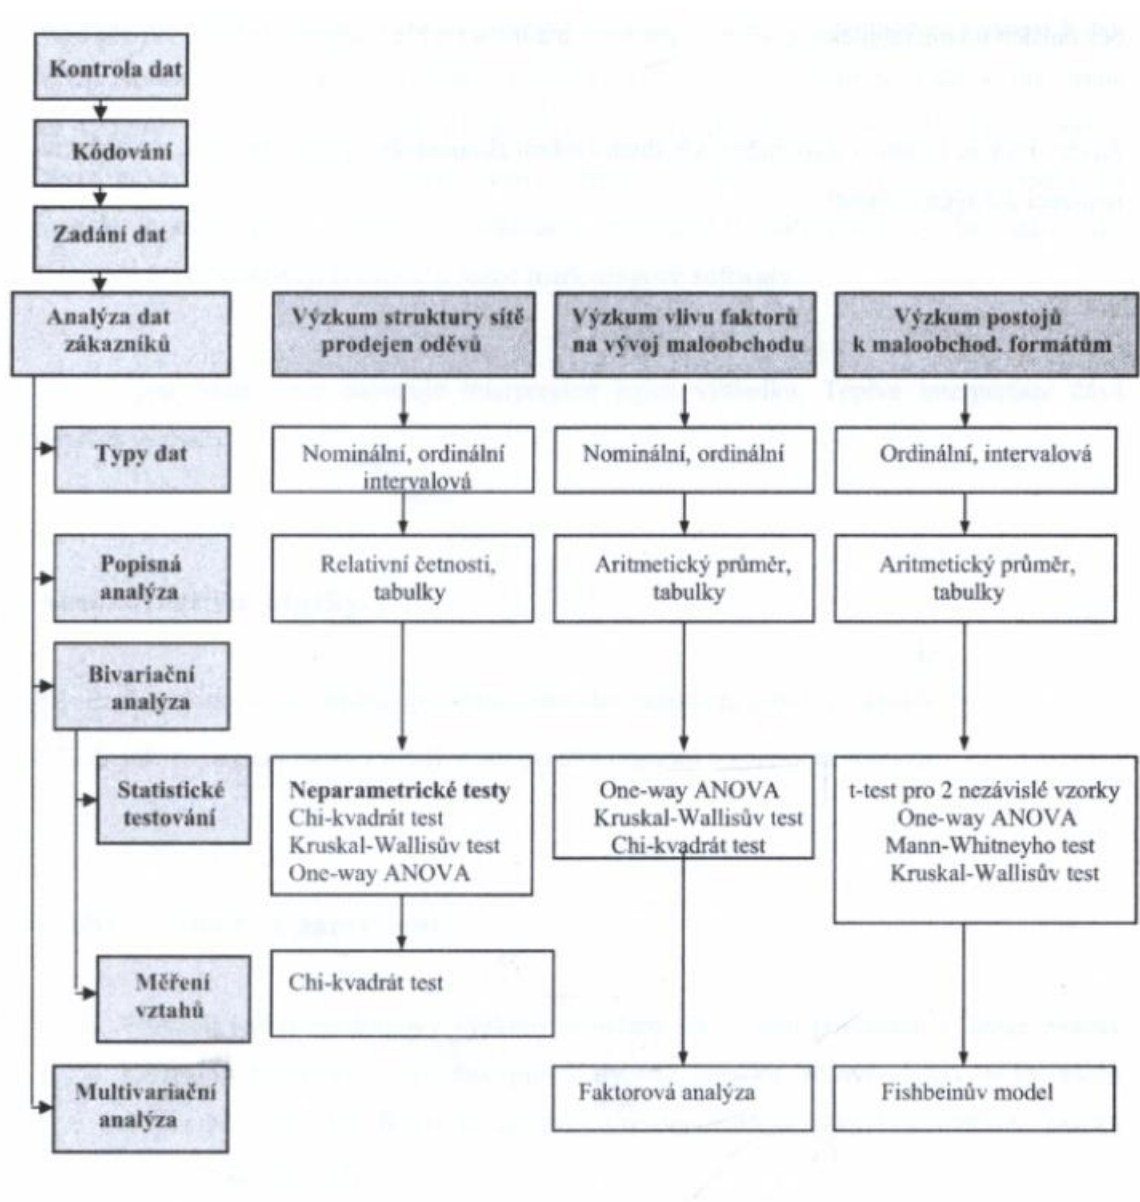 Kontrola dat
Kódování
Zadání dat
Analýza dat
zákazníků
Výzkum struktury sítě
prodejen oděvů
Výzkum vlivu faktorů
na vývoj maloobchodu
Výzkum postojů
k maloobchod. formátům
Typy dat
Nominální, ordinální
intervalová
Nominální, ordinální
Ordinální, intervalová
Popisná
analýza
Relativní četnosti,
tabulky
Aritmetický průměr,
tabulky
Aritmetický průměr,
tabulky
Bivariační
analýza
Statistické
testování
Neparametrické testy
Chi-kvadrát test
Kruskal-Wallisův test
One-way ANOVA
One-way ANOVA
Kruskal-Wallisův test
Chi-kvadrát test
t-test pro 2 nezávislé vzorky
One-way ANOVA
Mann-Whitneyho test
Kruskal-Wallisův test
Měření
vztahů
Chi-kvadrát test
Multivariační
analýza
Faktorová analýza
Fishbeinův model